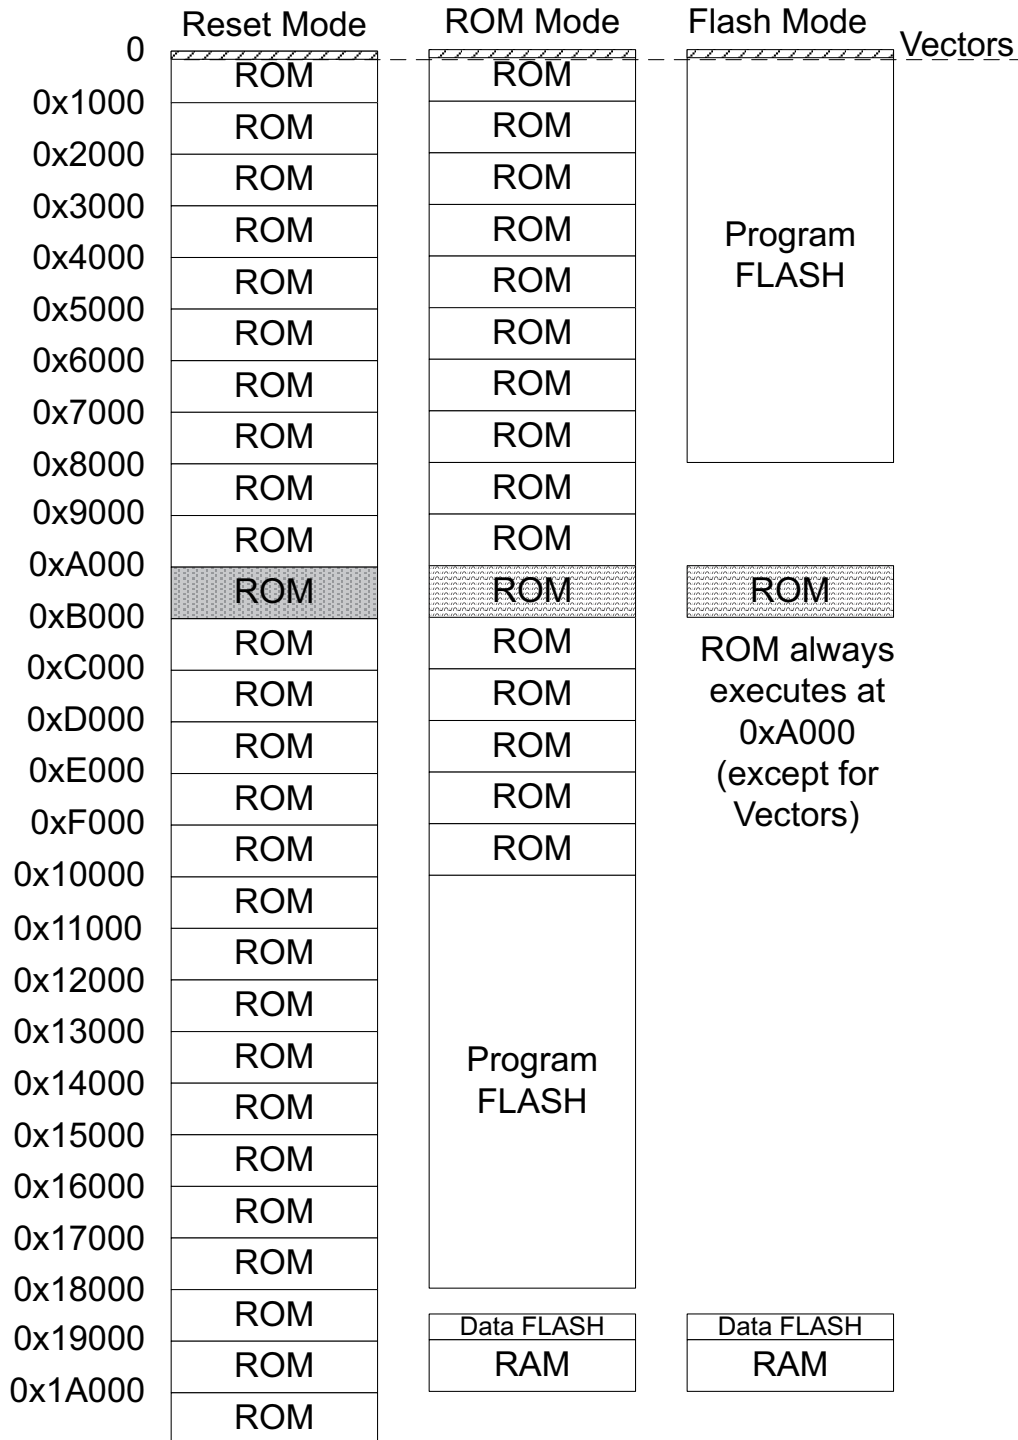 Reset Mode ROM Mode Flash Mode
0 Vectors
ROM ROM
0x1000
ROM ROM
0x2000
ROM ROM
0x3000
ROM ROM Program
0x4000
ROM ROM FLASH
0x5000
ROM ROM
0x6000
ROM ROM
0x7000
ROM ROM
0x8000
ROM ROM
0x9000
ROM ROM
0xA000
ROM ROM ROM
0xB000
ROM ROM ROM always
0xC000
ROM ROM executes at
0xD000
ROM ROM 0xA000
0xE000
ROM ROM (except for
0xF000
ROM ROM Vectors)
0x10000
ROM
0x11000
ROM
0x12000
ROM
0x13000
ROM Program
0x14000
ROM FLASH
0x15000
ROM
0x16000
ROM
0x17000
ROM
0x18000
ROM Data FLASH Data FLASH
0x19000
ROM RAM RAM
0x1A000
ROM